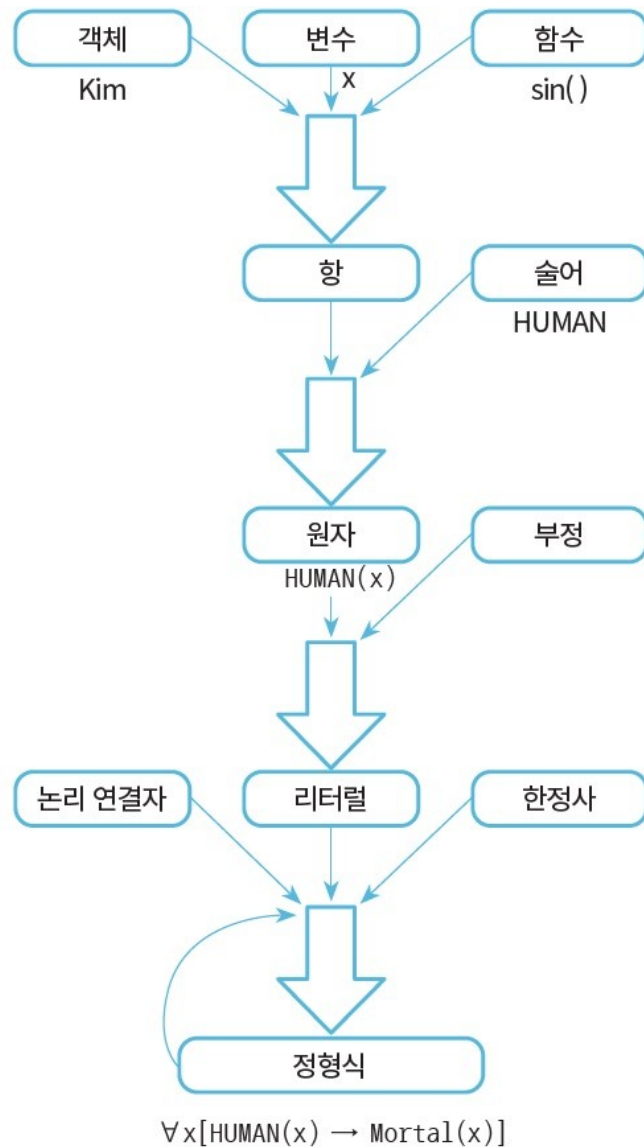 객체 변수 함수
Kim x sin( )
항 술어
HUMAN
원자 부정
HUMAN(x)
논리 연결자 리터럴 한정사
정형식
∀x[HUMAN(x) → Mortal(x)]